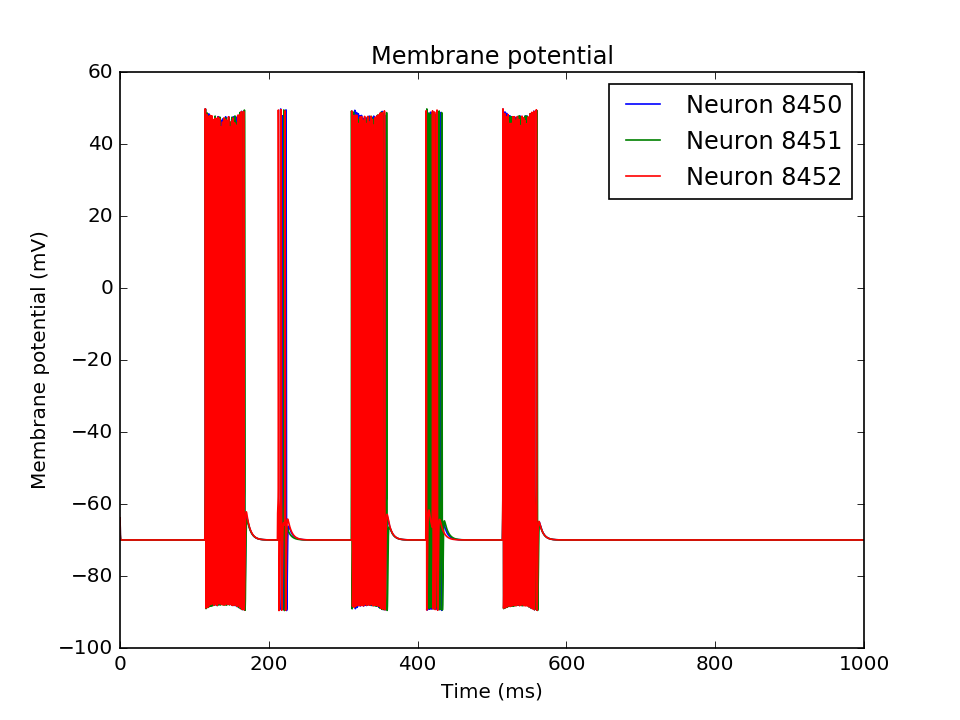 Membrane potential
Neuron 8450
Neuron 8451
Neuron 8452
60
40
20
0
−20
−40
−60
−80
−100
Membrane potential (mV)
0 200 400 600 800 1000
Time (ms)